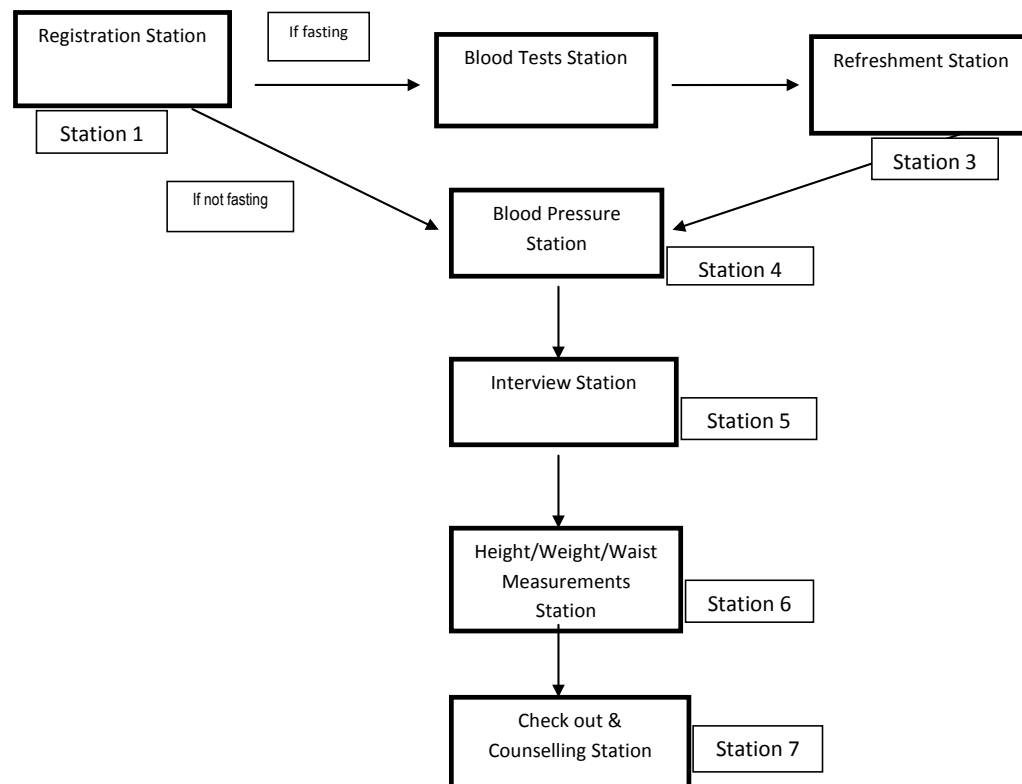 Registration Station
If fasting
Blood Tests Station
Refreshment Station
Station 1
Station 3
If not fasting
Blood Pressure
Station
Station 4
Interview Station
Station 5
Height/Weight/Waist
Measurements
Station
Station 6
Check out &
Counselling Station
Station 7